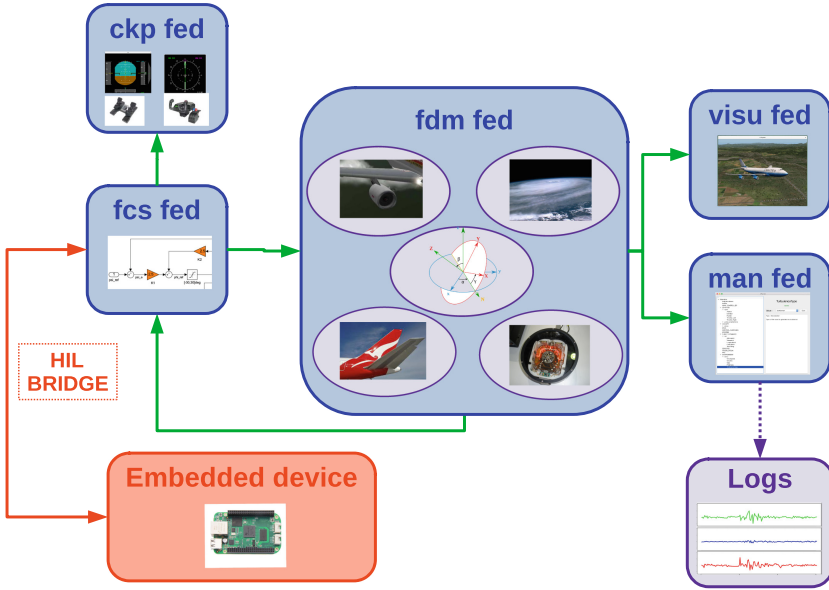 ckp fed
fdm fed
visu fed
fcs fed
man fed
HIL
BRIDGE
Embedded device
Logs